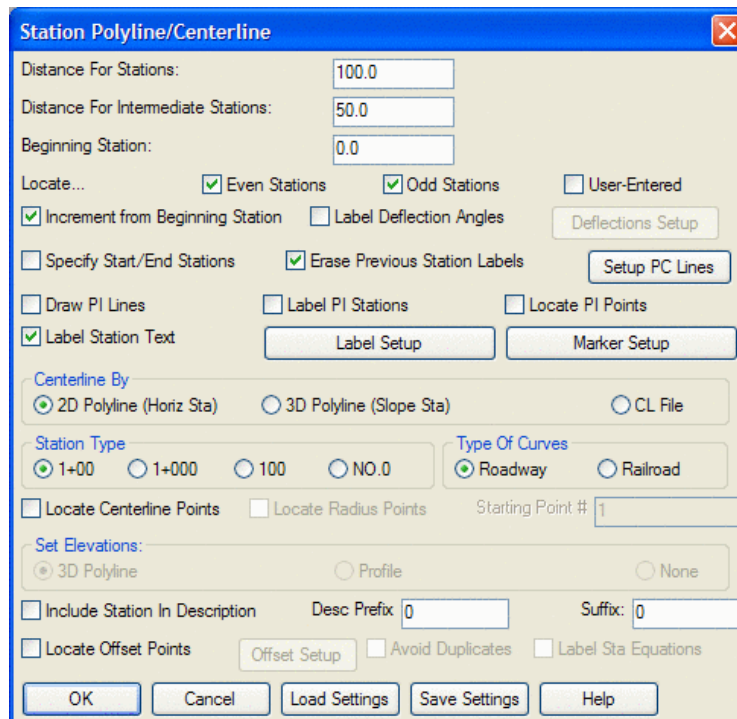 Station Polyline/Centerline
Distance For Stations: 100.0
Distance For Intermediate Stations: 50.0
Beginning Station: 0.0
Locate... Even Stations Odd Stations User-Entered
Increment from Beginning Station Label Deflection Angles Deflections Setup
Specify Start/End Stations Erase Previous Station Labels Setup PC Lines
Draw PI Lines Label PI Stations Locate PI Points
Label Station Text Label Setup Marker Setup
Centerline By
2D Polyline (Horiz Sta) 3D Polyline (Slope Sta) CL File
Station Type Type Of Curves
1+00 1+000 100 NO.0 Roadway Railroad
Locate Centerline Points Locate Radius Points Starting Point # 1
Set Elevations:
3D Polyline Profile None
Include Station In Description Desc Prefix 0 Suffix: 0
Locate Offset Points Offset Setup Avoid Duplicates Label Sta Equations
OK Cancel Load Settings Save Settings Help